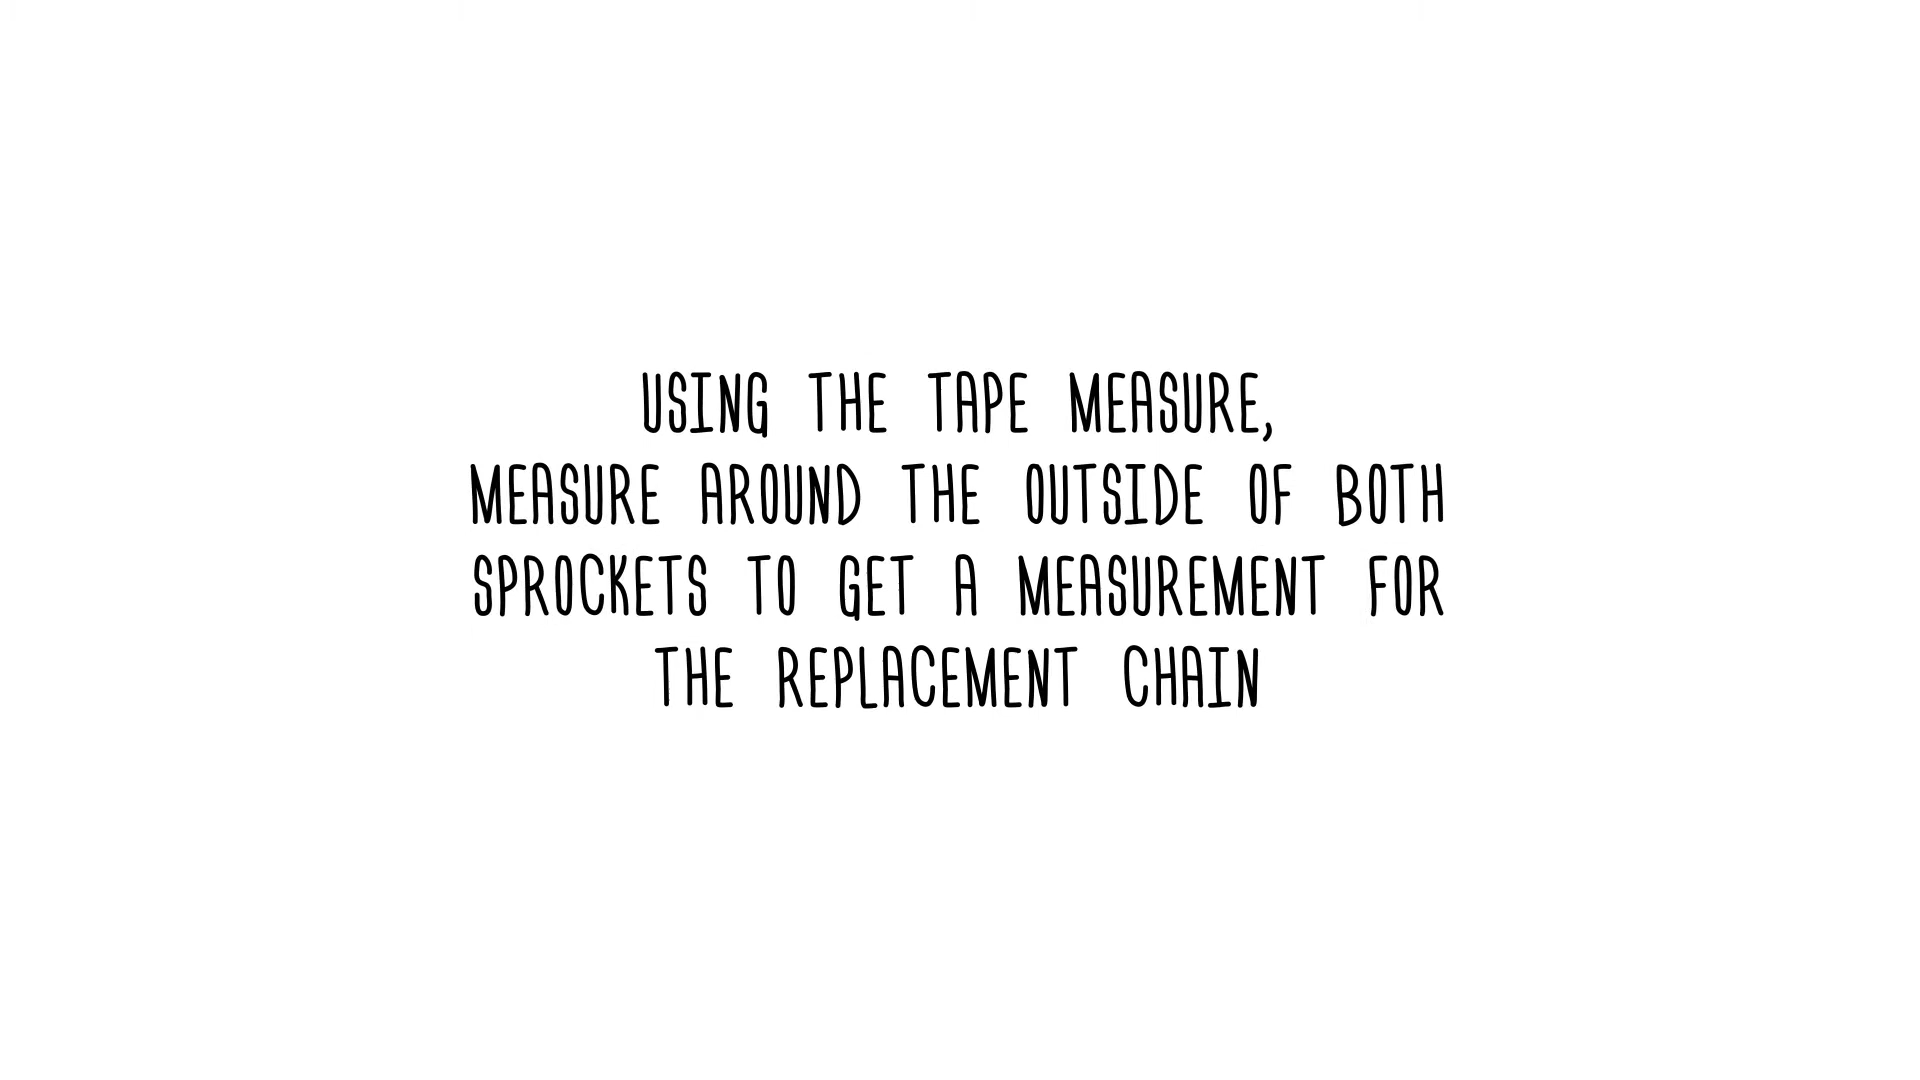 USING THE TAPE MEASURE,
MEASURE AROUND THE OUTSIDE OF BOTH
SPROCKETS TO GET A MEASUREMENT FOR
THE REPLACEMENT CHAIN